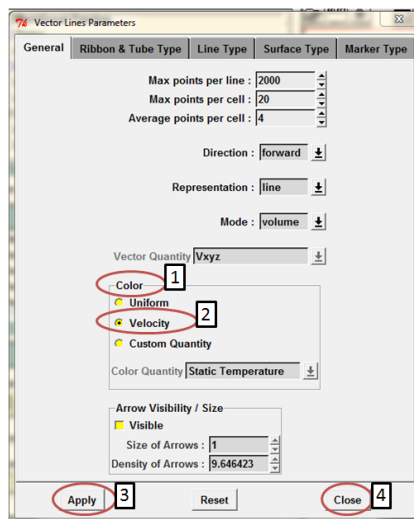 Vector Lines Parameters
General Ribbon & Tube Type Line Type Surface Type Marker Type
Max points per line : 2000
Max points per cell : 20
Average points per cell : 4
Direction : forward
Representation : line
Mode : volume
Vector Quantity Vxyz
Color 1
Uniform
Velocity 2
Custom Quantity
Color Quantity Static Temperature
Arrow Visibility / Size
Visible
Size of Arrows : 1
Density of Arrows : 9.646423
Apply 3 Reset Close 4